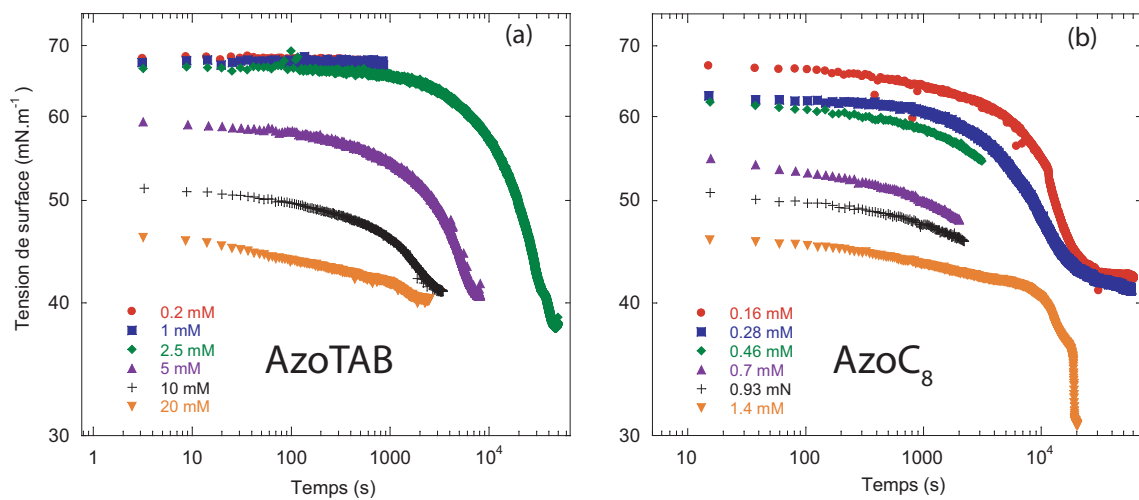 (a)
70
60
50
40
30
Tension de surface (mN.m⁻¹)
0.2 mM
1 mM
2.5 mM
5 mM
10 mM
20 mM
AzoTAB
1 10 100 1000 10⁴
Temps (s)
(b)
70
60
50
40
30
0.16 mM
0.28 mM
0.46 mM
0.7 mM
0.93 mN
1.4 mM
AzoC₈
10 100 1000 10⁴
Temps (s)